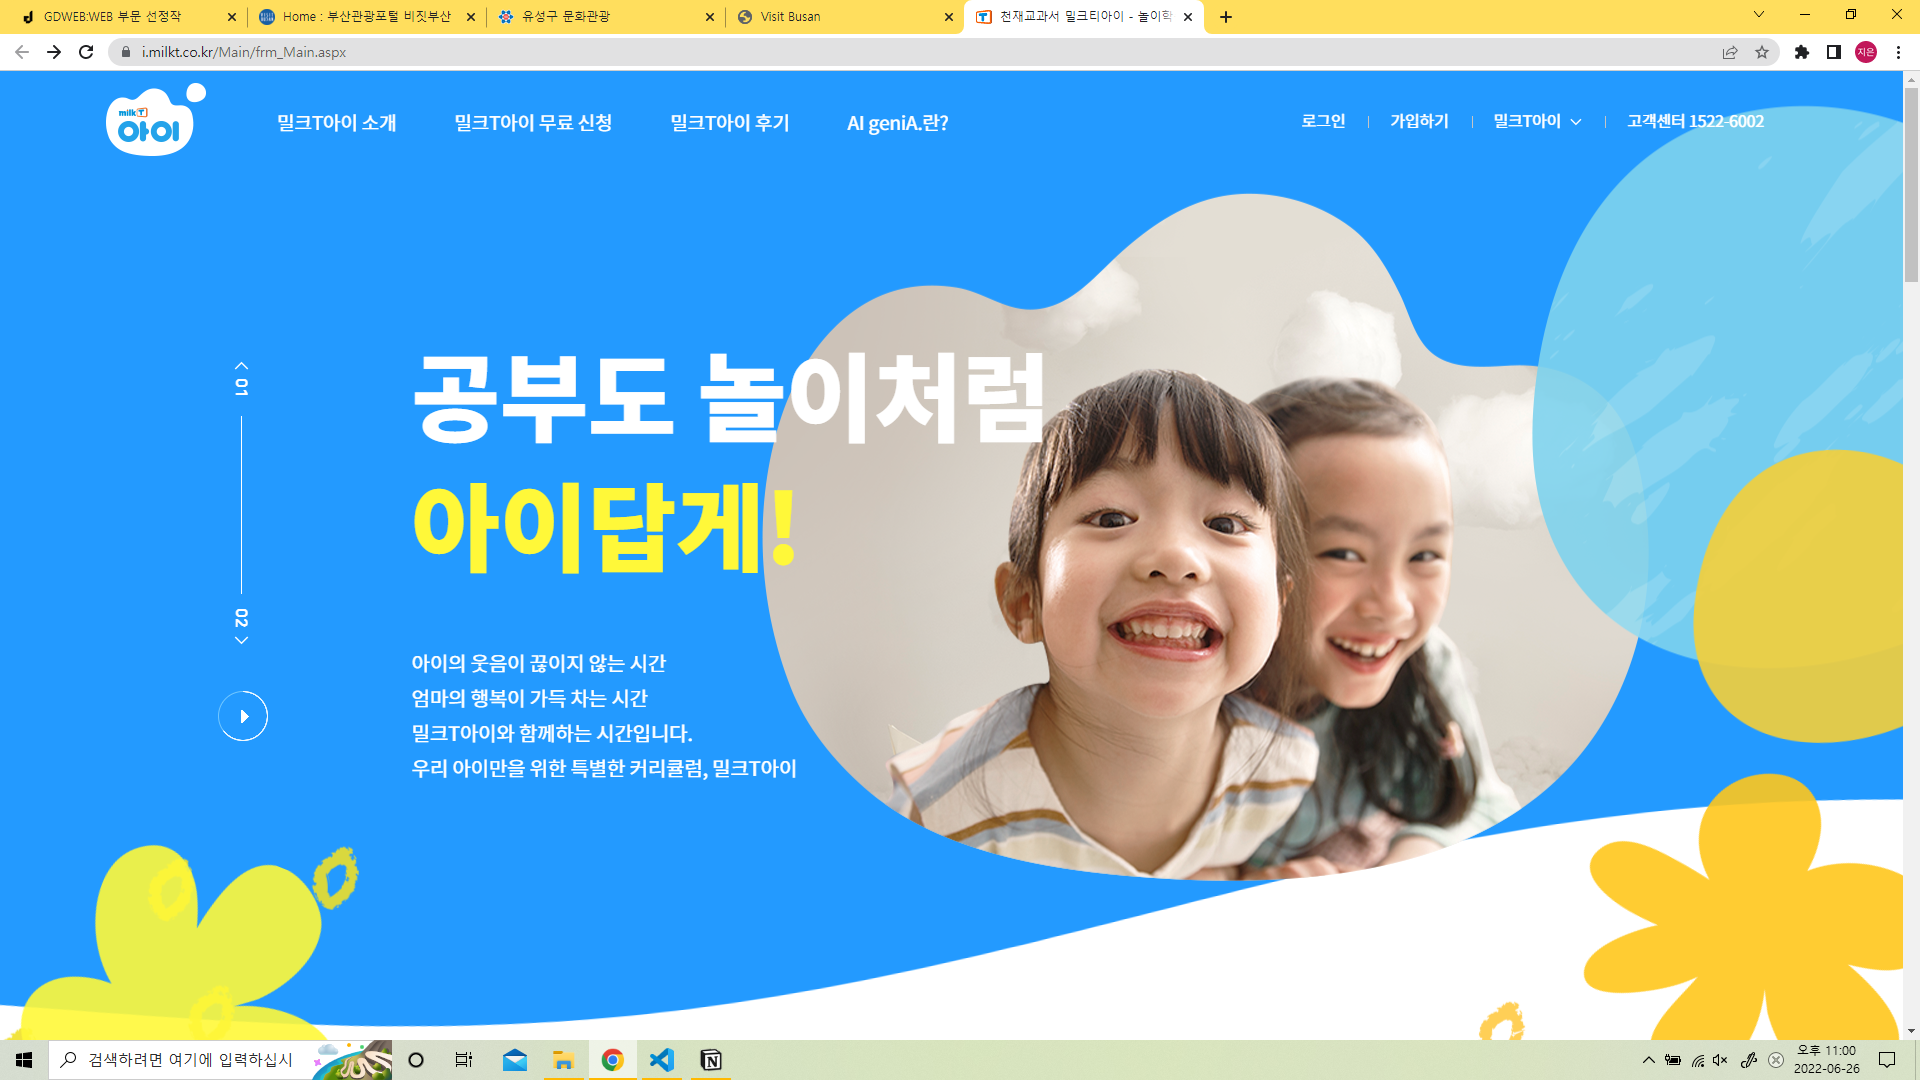 GDWEB:WEB 부문 선정작
Home : 부산관광포털 비짓부산
유성구 문화관광
Visit Busan
천재교과서 밀크티아이 - 놀이학
i.milkt.co.kr/Main/frm_Main.aspx
지은
milk T
아이
밀크T아이 소개
밀크T아이 무료 신청
밀크T아이 후기
AI geniA.란?
로그인
가입하기
밀크T아이
고객센터 1522-6002
공부도 놀이처럼
아이답게!
01
02
아이의 웃음이 끊이지 않는 시간
엄마의 행복이 가득 차는 시간
밀크T아이와 함께하는 시간입니다.
우리 아이만을 위한 특별한 커리큘럼, 밀크T아이
검색하려면 여기에 입력하십시
오후 11:00
2022-06-26